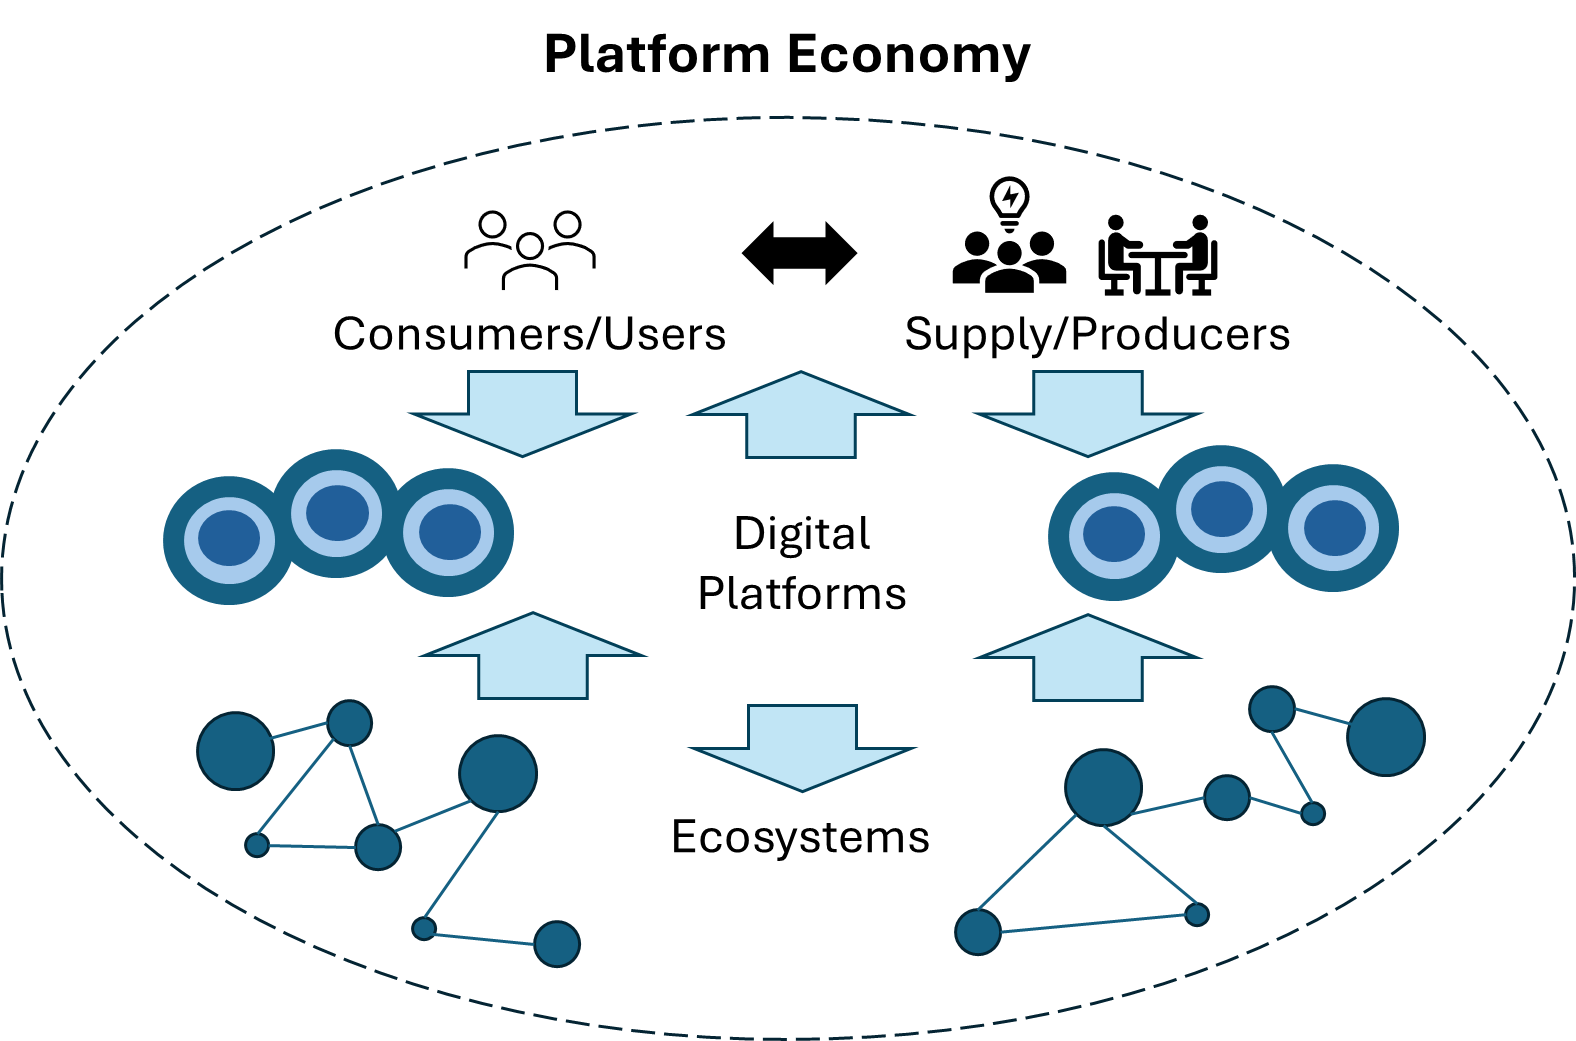 Platform Economy
Consumers/Users
Supply/Producers
Digital
Platforms
Ecosystems